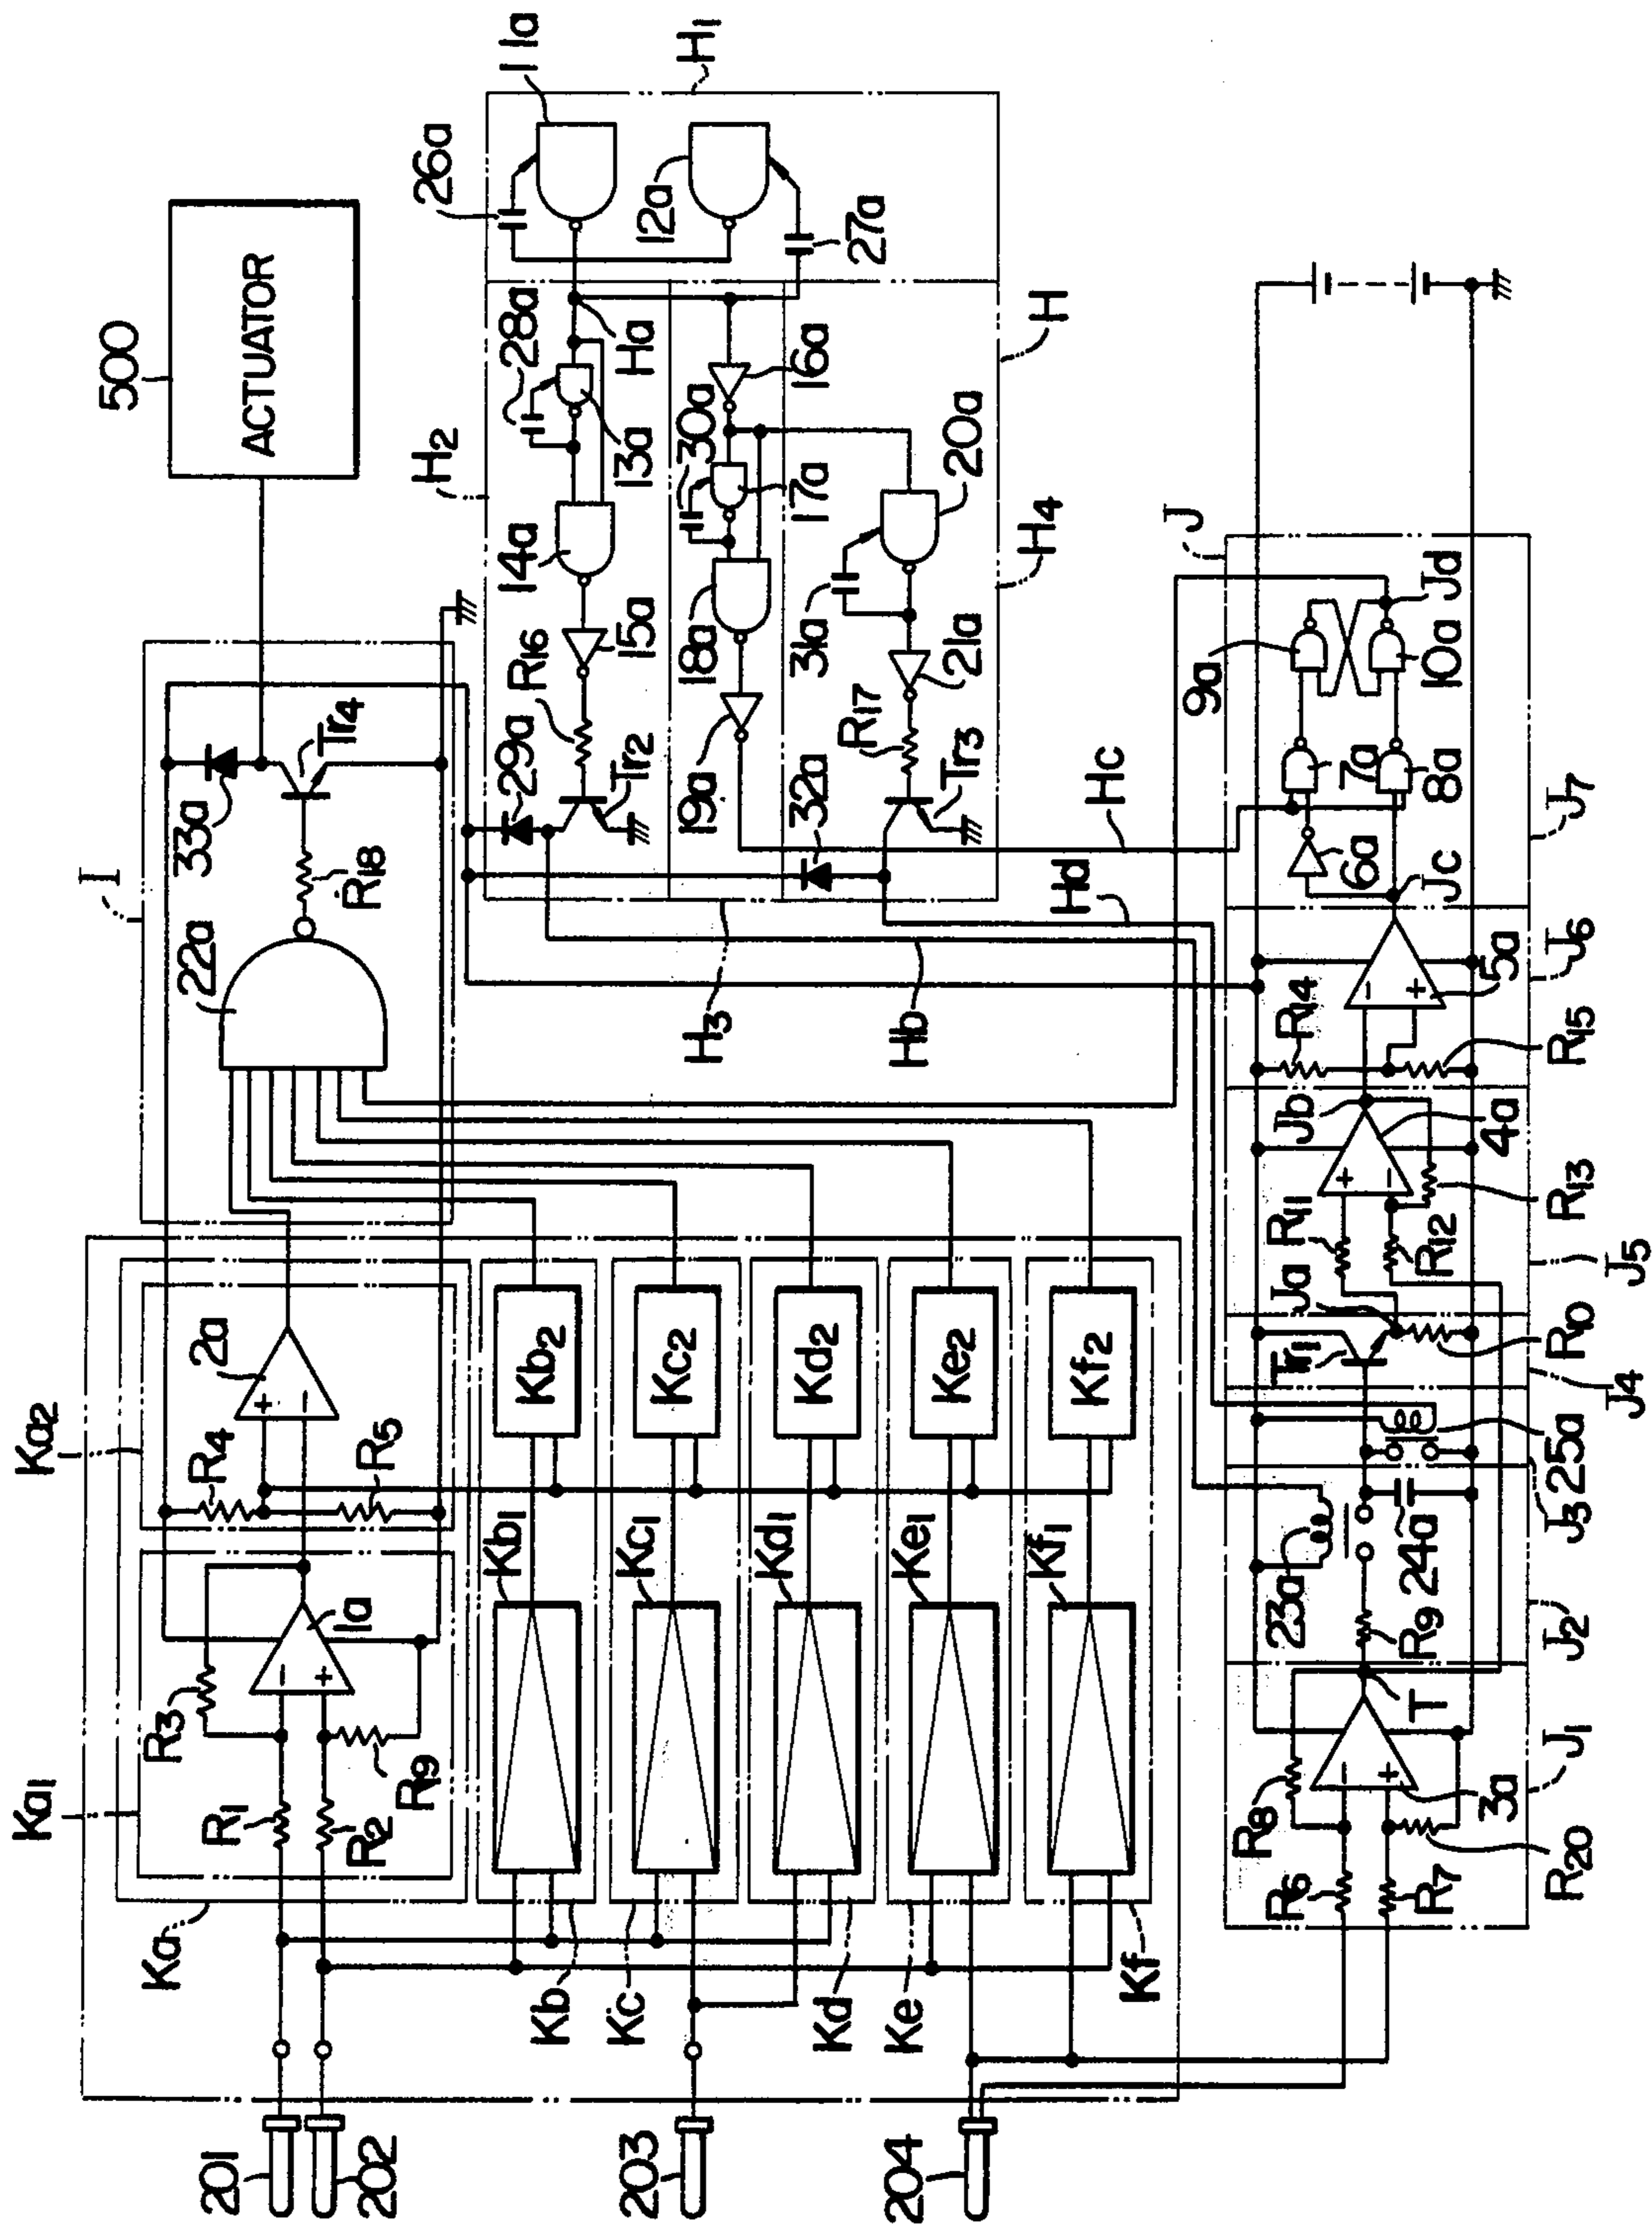 500
ACTUATOR
I
22a
33a
Tr4
R18
H2
26a
11a
H1
12a
27a
28a
Ha
13a
14a
15a
R16
29a
Tr2
16a
30a
17a
18a
19a
32a
H
20a
H4
31a
21a
R17
Tr3
Hc
Hd
Hb
H3
Ka2
2a
R4
R5
Ka1
R3
1a
R1
R2
R19
Ka
Kb2
Kc2
Kd2
Ke2
Kf2
Kb1
Kc1
Kd1
Ke1
Kf1
Kb
Kc
Kd
Ke
Kf
201
202
203
204
J
9a
Jd
10a
7a
8a
6a
Jc
J7
J6
5a
R14
R15
Jb
4a
R11
R12
R13
J5
Ja
Tr1
R10
J4
25a
J3
23a
24a
R9
J2
T
J1
R8
3a
R6
R7
R20